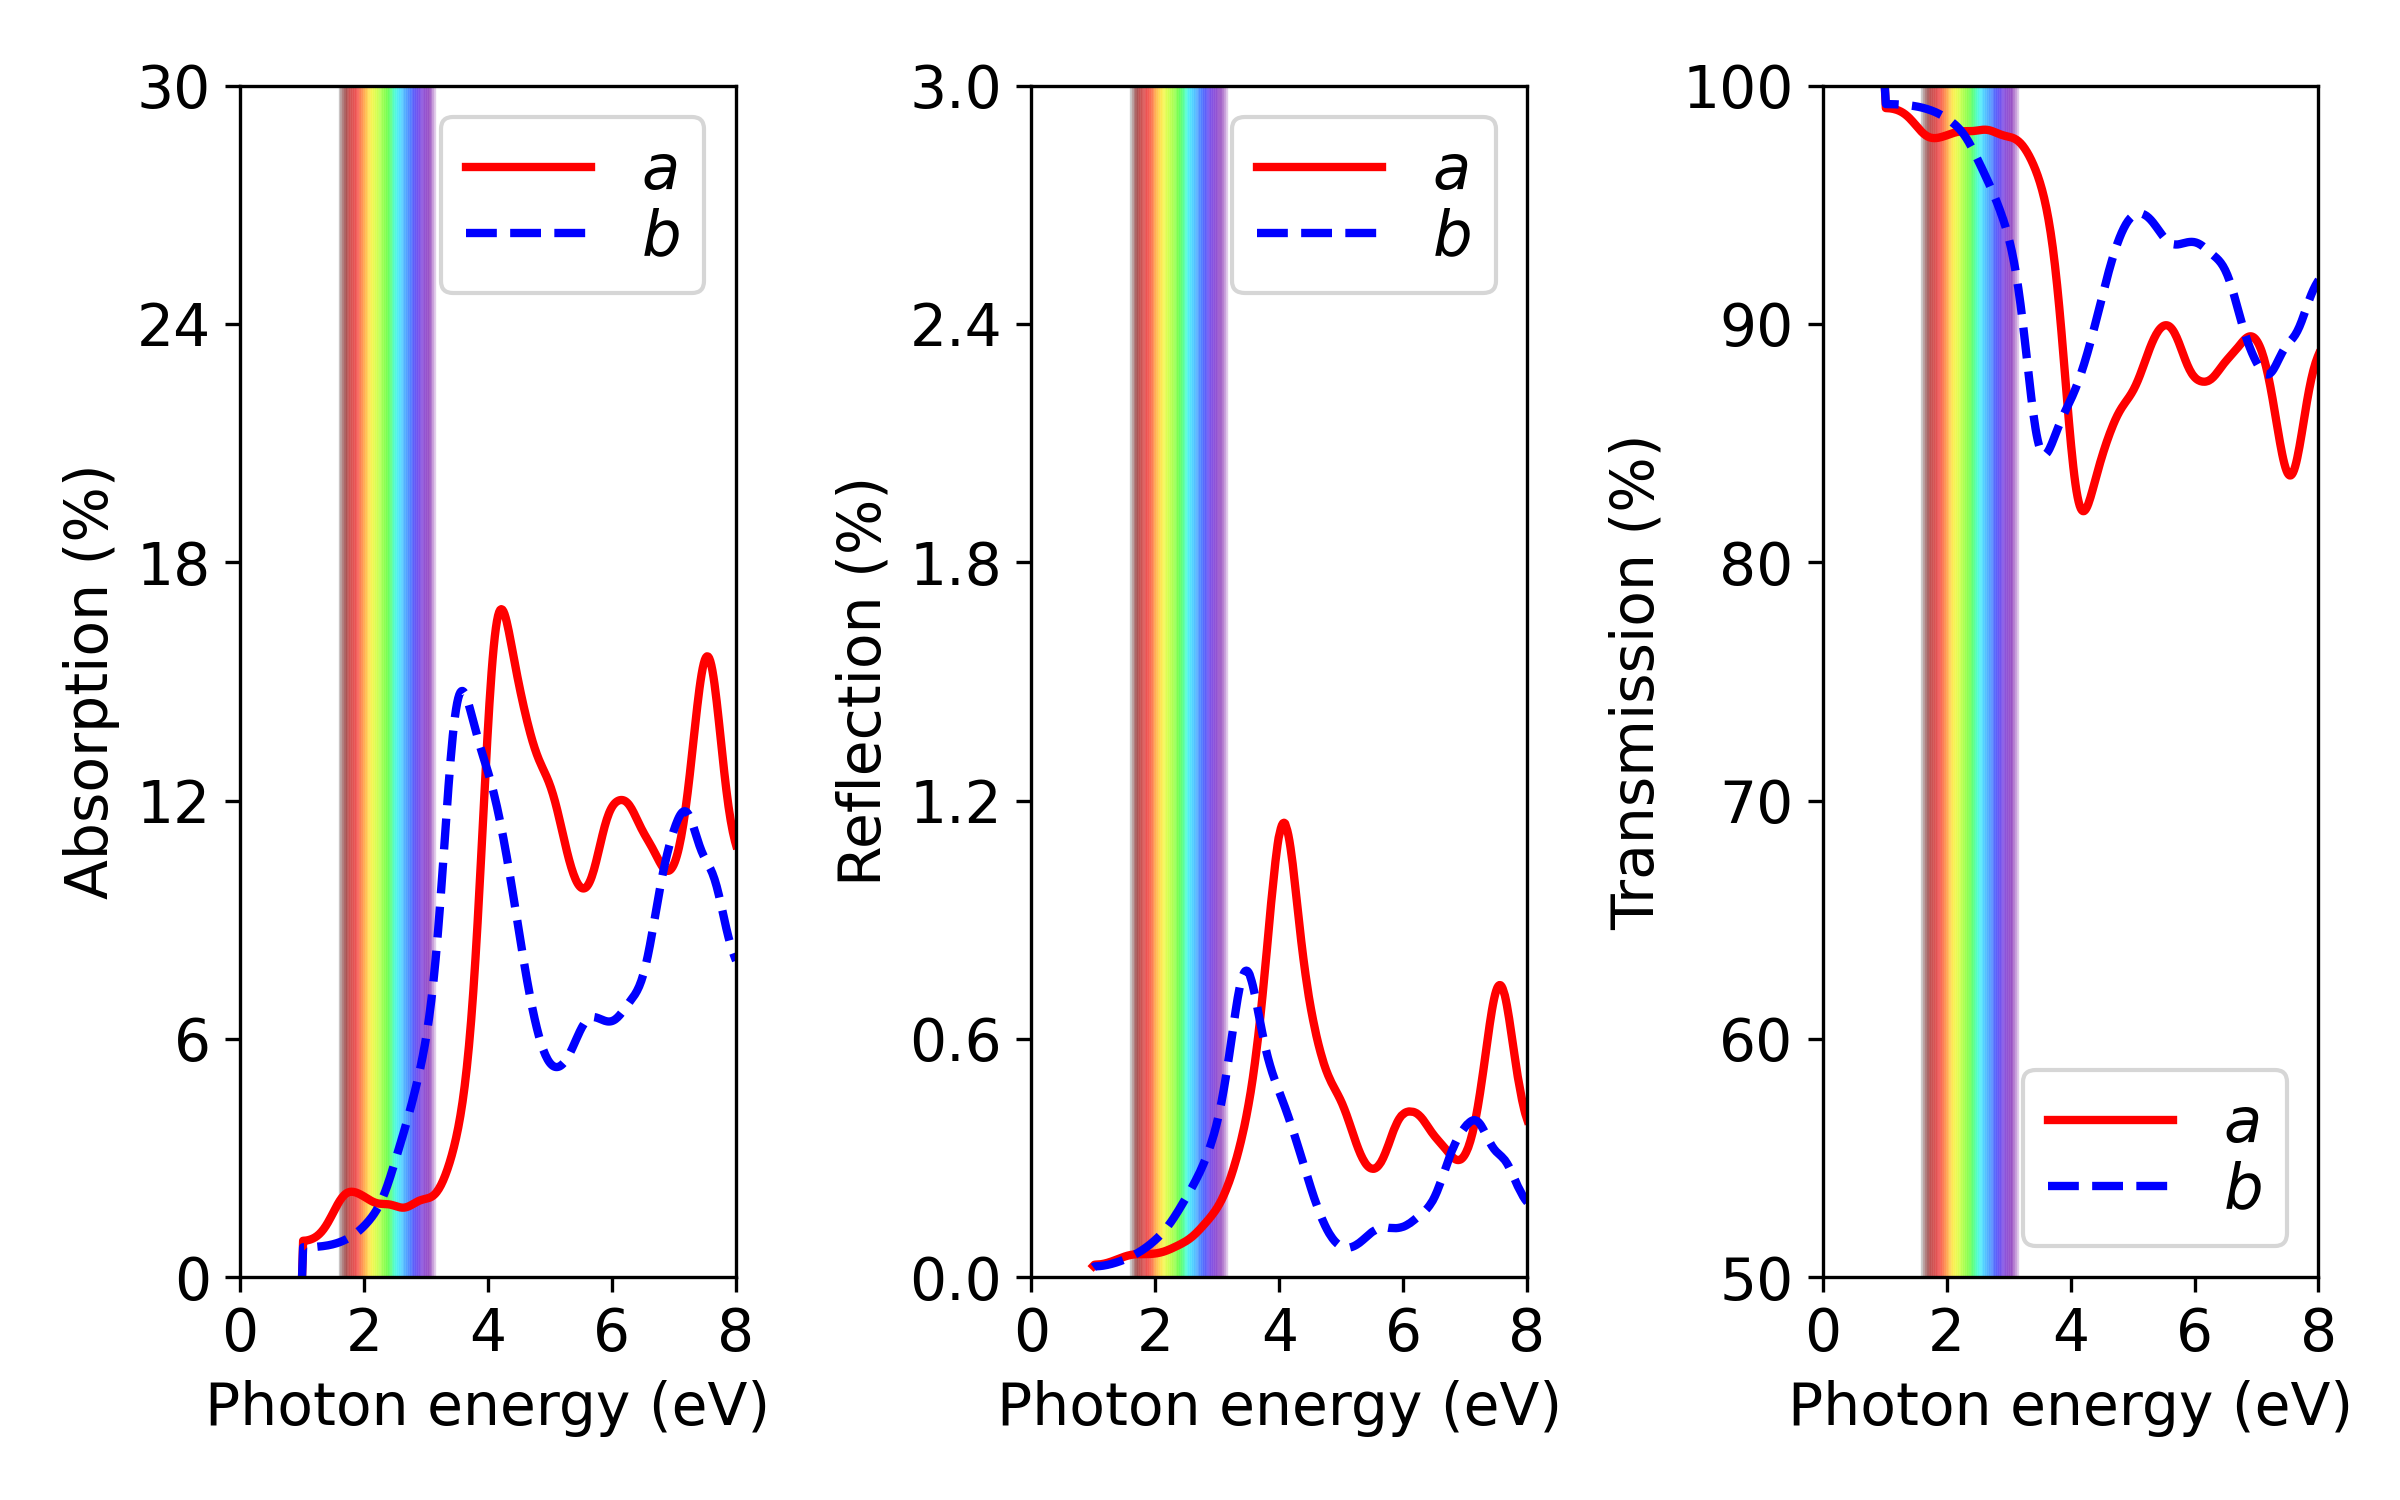 30
24
18
12
6
0
0 2 4 6 8
Absorption (%)
Photon energy (eV)
a
b
3.0
2.4
1.8
1.2
0.6
0.0
0 2 4 6 8
Reflection (%)
Photon energy (eV)
a
b
100
90
80
70
60
50
0 2 4 6 8
Transmission (%)
Photon energy (eV)
a
b